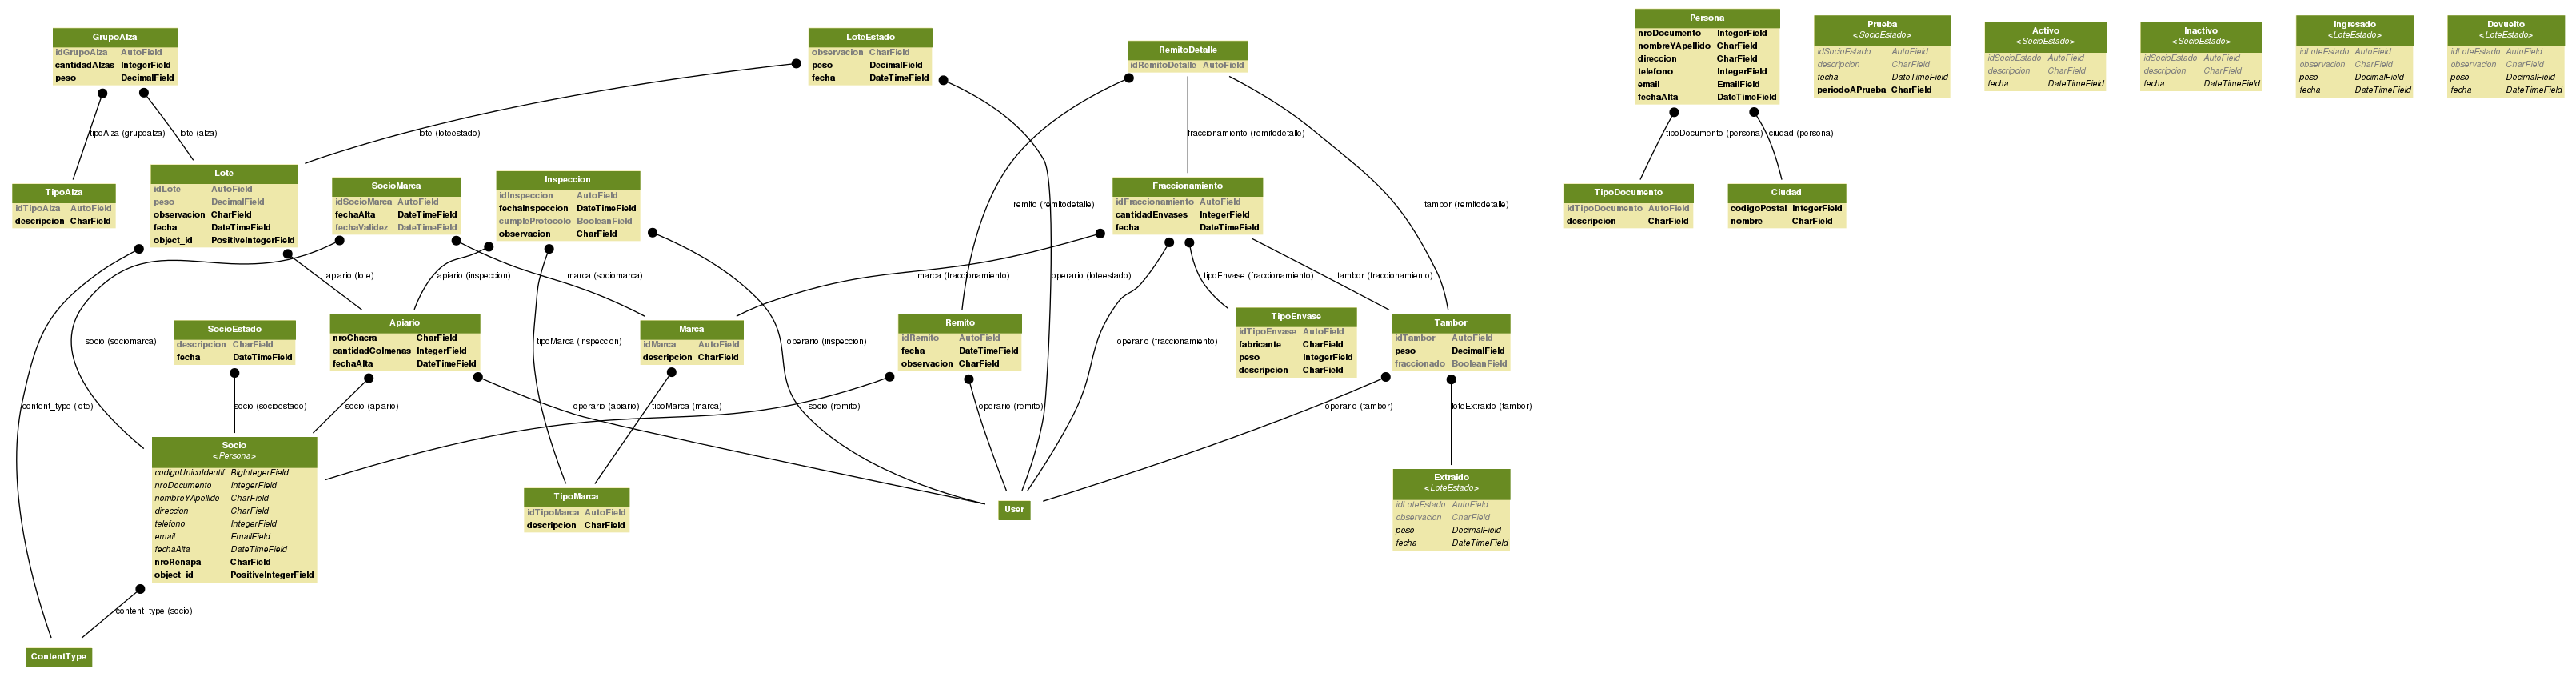 GrupoAlza
idGrupoAlza AutoField
cantidadAlzas IntegerField
peso DecimalField
LoteEstado
observacion CharField
peso DecimalField
fecha DateTimeField
RemitoDetalle
idRemitoDetalle AutoField
Persona
nroDocumento IntegerField
nombreYApellido CharField
direccion CharField
telefono IntegerField
email EmailField
fechaAlta DateTimeField
Prueba
<SocioEstado>
idSocioEstado AutoField
descripcion CharField
fecha DateTimeField
periodoAPrueba CharField
Activo
<SocioEstado>
idSocioEstado AutoField
descripcion CharField
fecha DateTimeField
Inactivo
<SocioEstado>
idSocioEstado AutoField
descripcion CharField
fecha DateTimeField
Ingresado
<LoteEstado>
idLoteEstado AutoField
observacion CharField
peso DecimalField
fecha DateTimeField
Devuelto
<LoteEstado>
idLoteEstado AutoField
observacion CharField
peso DecimalField
fecha DateTimeField
tipoAlza (grupoalza)
lote (alza)
lote (loteestado)
fraccionamiento (remitodetalle)
tipoDocumento (persona)
ciudad (persona)
TipoAlza
idTipoAlza AutoField
descripcion CharField
Lote
idLote AutoField
peso DecimalField
observacion CharField
fecha DateTimeField
object_id PositiveIntegerField
SocioMarca
idSocioMarca AutoField
fechaAlta DateTimeField
fechaValidez DateTimeField
Inspeccion
idInspeccion AutoField
fechaInspeccion DateTimeField
cumpleProtocolo BooleanField
observacion CharField
remito (remitodetalle)
Fraccionamiento
idFraccionamiento AutoField
cantidadEnvases IntegerField
fecha DateTimeField
tambor (remitodetalle)
TipoDocumento
idTipoDocumento AutoField
descripcion CharField
Ciudad
codigoPostal IntegerField
nombre CharField
apiario (lote)
apiario (inspeccion)
marca (sociomarca)
marca (fraccionamiento)
operario (loteestado)
tipoEnvase (fraccionamiento)
tambor (fraccionamiento)
socio (sociomarca)
SocioEstado
descripcion CharField
fecha DateTimeField
Apiario
nroChacra CharField
cantidadColmenas IntegerField
fechaAlta DateTimeField
tipoMarca (inspeccion)
Marca
idMarca AutoField
descripcion CharField
operario (inspeccion)
Remito
idRemito AutoField
fecha DateTimeField
observacion CharField
operario (fraccionamiento)
TipoEnvase
idTipoEnvase AutoField
fabricante CharField
peso IntegerField
descripcion CharField
Tambor
idTambor AutoField
peso DecimalField
fraccionado BooleanField
content_type (lote)
socio (socioestado)
socio (apiario)
operario (apiario)
tipoMarca (marca)
socio (remito)
operario (remito)
operario (tambor)
loteExtraido (tambor)
Socio
<Persona>
codigoUnicoIdentif BigIntegerField
nroDocumento IntegerField
nombreYApellido CharField
direccion CharField
telefono IntegerField
email EmailField
fechaAlta DateTimeField
nroRenapa CharField
object_id PositiveIntegerField
TipoMarca
idTipoMarca AutoField
descripcion CharField
User
Extraido
<LoteEstado>
idLoteEstado AutoField
observacion CharField
peso DecimalField
fecha DateTimeField
content_type (socio)
ContentType